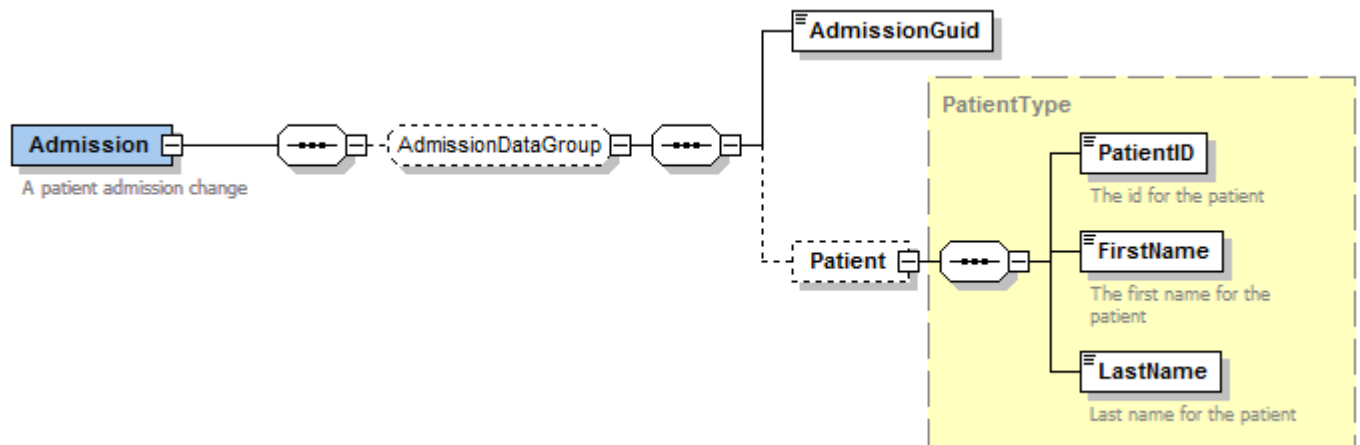 AdmissionGuid
PatientType
Admission
AdmissionDataGroup
A patient admission change
PatientID
The id for the patient
Patient
FirstName
The first name for the
patient
LastName
Last name for the patient